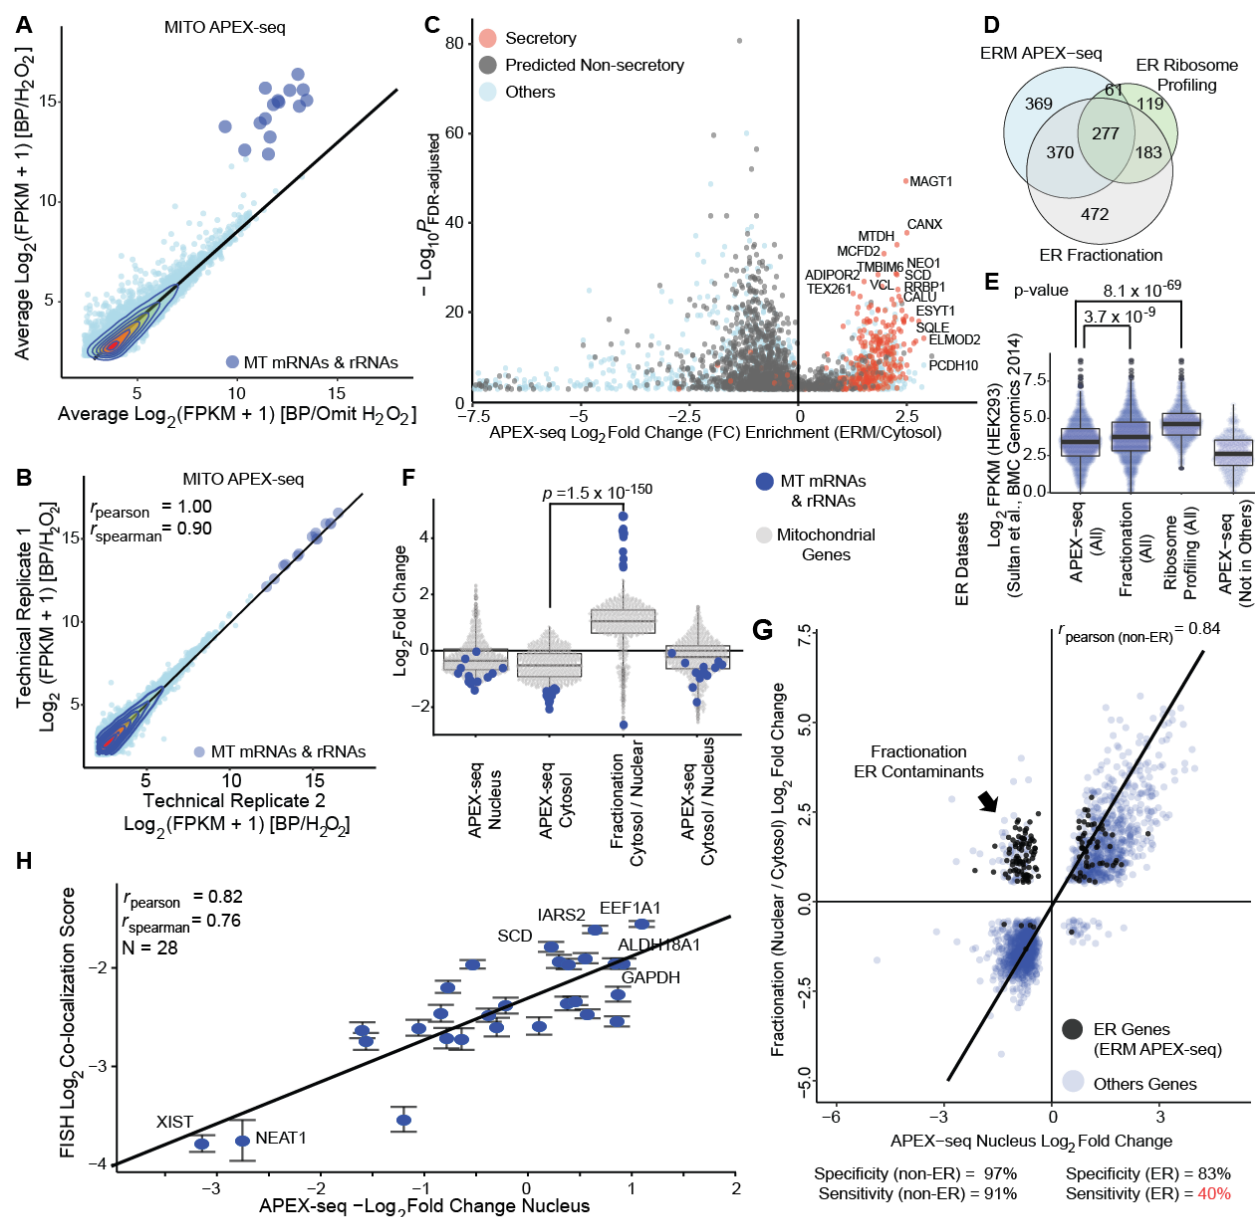 A
MITO APEX-seq
Average Log2(FPKM + 1) [BP/H2O2]
15
10
5
MT mRNAs & rRNAs
5
10
15
Average Log2(FPKM + 1) [BP/Omit H2O2]
B
MITO APEX-seq
rpearson = 1.00
rspearman = 0.90
Technical Replicate 1
Log2 (FPKM + 1) [BP/H2O2]
15
10
5
MT mRNAs & rRNAs
5
10
15
Technical Replicate 2
Log2(FPKM + 1) [BP/H2O2]
C
Secretory
Predicted Non-secretory
Others
− Log10PFDR-adjusted
80
60
40
20
0
MAGT1
CANX
MTDH
MCFD2
NEO1
TMBIM6
ADIPOR2
SCD
TEX261
VCL
RRBP1
CALU
ESYT1
SQLE
ELMOD2
PCDH10
−7.5
−5.0
−2.5
0
2.5
APEX-seq Log2Fold Change (FC) Enrichment (ERM/Cytosol)
D
ERM APEX−seq
ER Ribosome
Profiling
369
61
119
277
370
183
472
ER Fractionation
E
p-value
8.1 x 10-69
3.7 x 10-9
ER Datasets
Log2 FPKM (HEK293)
(Sultan et al., BMC Genomics 2014)
7.5
5.0
2.5
0.0
APEX−seq
(All)
Fractionation
(All)
Ribosome
Profiling (All)
APEX−seq
(Not in Others)
F
p =1.5 x 10-150
MT mRNAs
& rRNAs
Mitochondrial
Genes
Log2Fold Change
4
2
0
−2
APEX-seq
Nucleus
APEX-seq
Cytosol
Fractionation
Cytosol / Nuclear
APEX-seq
Cytosol / Nucleus
G
rpearson (non-ER) = 0.84
Fractionation (Nuclear / Cytosol) Log2 Fold Change
7.5
5.0
2.5
0.0
−2.5
−5.0
Fractionation
ER Contaminants
ER Genes
(ERM APEX−seq)
Others Genes
−6
−3
0
3
APEX−seq Nucleus Log2Fold Change
Specificity (non-ER) = 97%
Specificity (ER) = 83%
Sensitivity (non-ER) = 91%
Sensitivity (ER) = 40%
H
rpearson = 0.82
rspearman = 0.76
N = 28
FISH Log2Co-localization Score
−2
−3
−4
IARS2
EEF1A1
SCD
ALDH18A1
GAPDH
XIST
NEAT1
−3
−2
−1
0
1
2
APEX-seq −Log2Fold Change Nucleus